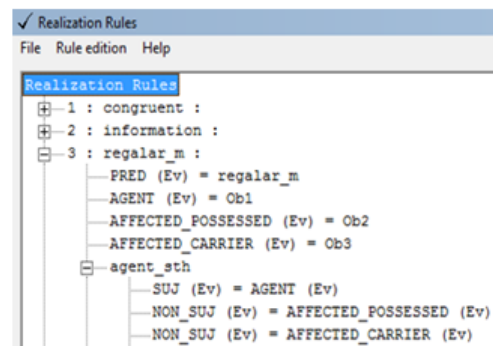 Realization Rules
File Rule edition Help
Realization Rules
1 : congruent :
2 : information :
3 : regalar_m :
PRED (Ev) = regalar_m
AGENT (Ev) = Ob1
AFFECTED_POSSESSED (Ev) = Ob2
AFFECTED_CARRIER (Ev) = Ob3
agent_sth
SUJ (Ev) = AGENT (Ev)
NON_SUJ (Ev) = AFFECTED_POSSESSED (Ev)
NON_SUJ (Ev) = AFFECTED_CARRIER (Ev)